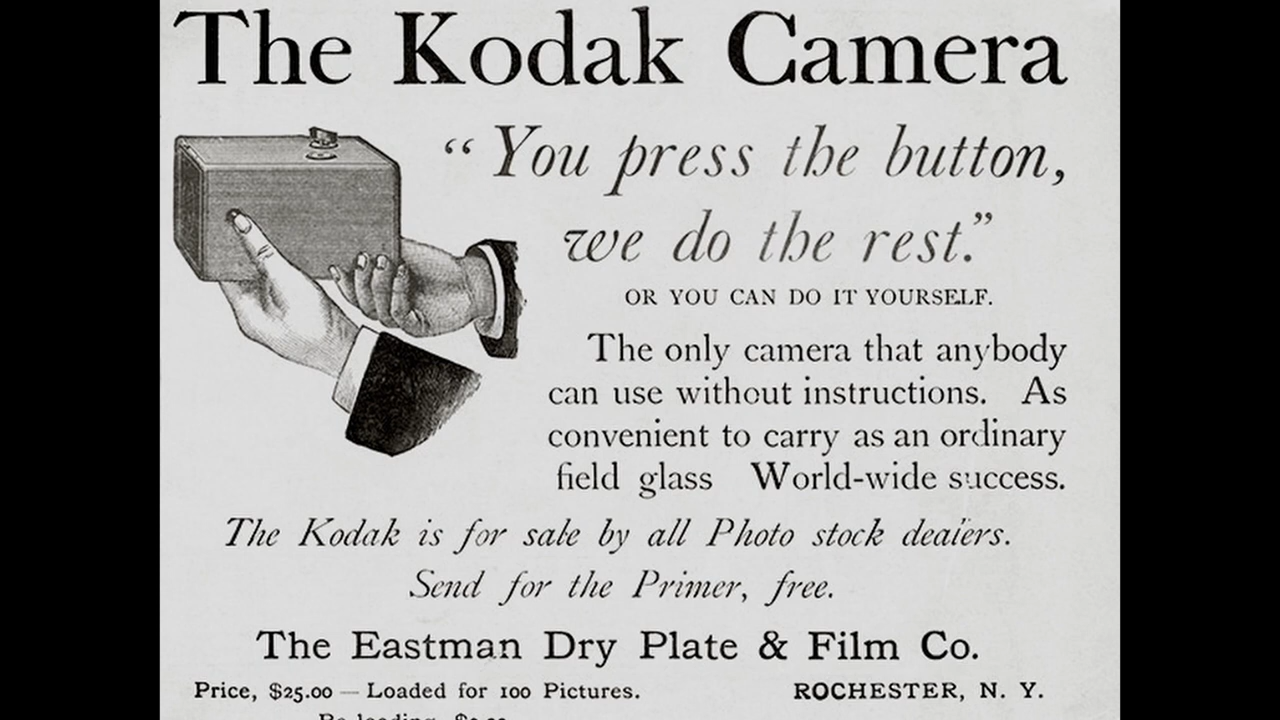 The Kodak Camera
“You press the button,
we do the rest.”
OR YOU CAN DO IT YOURSELF.
The only camera that anybody
can use without instructions. As
convenient to carry as an ordinary
field glass World-wide success.
The Kodak is for sale by all Photo stock dealers.
Send for the Primer, free.
The Eastman Dry Plate & Film Co.
Price, $25.00 — Loaded for 100 Pictures. ROCHESTER, N. Y.